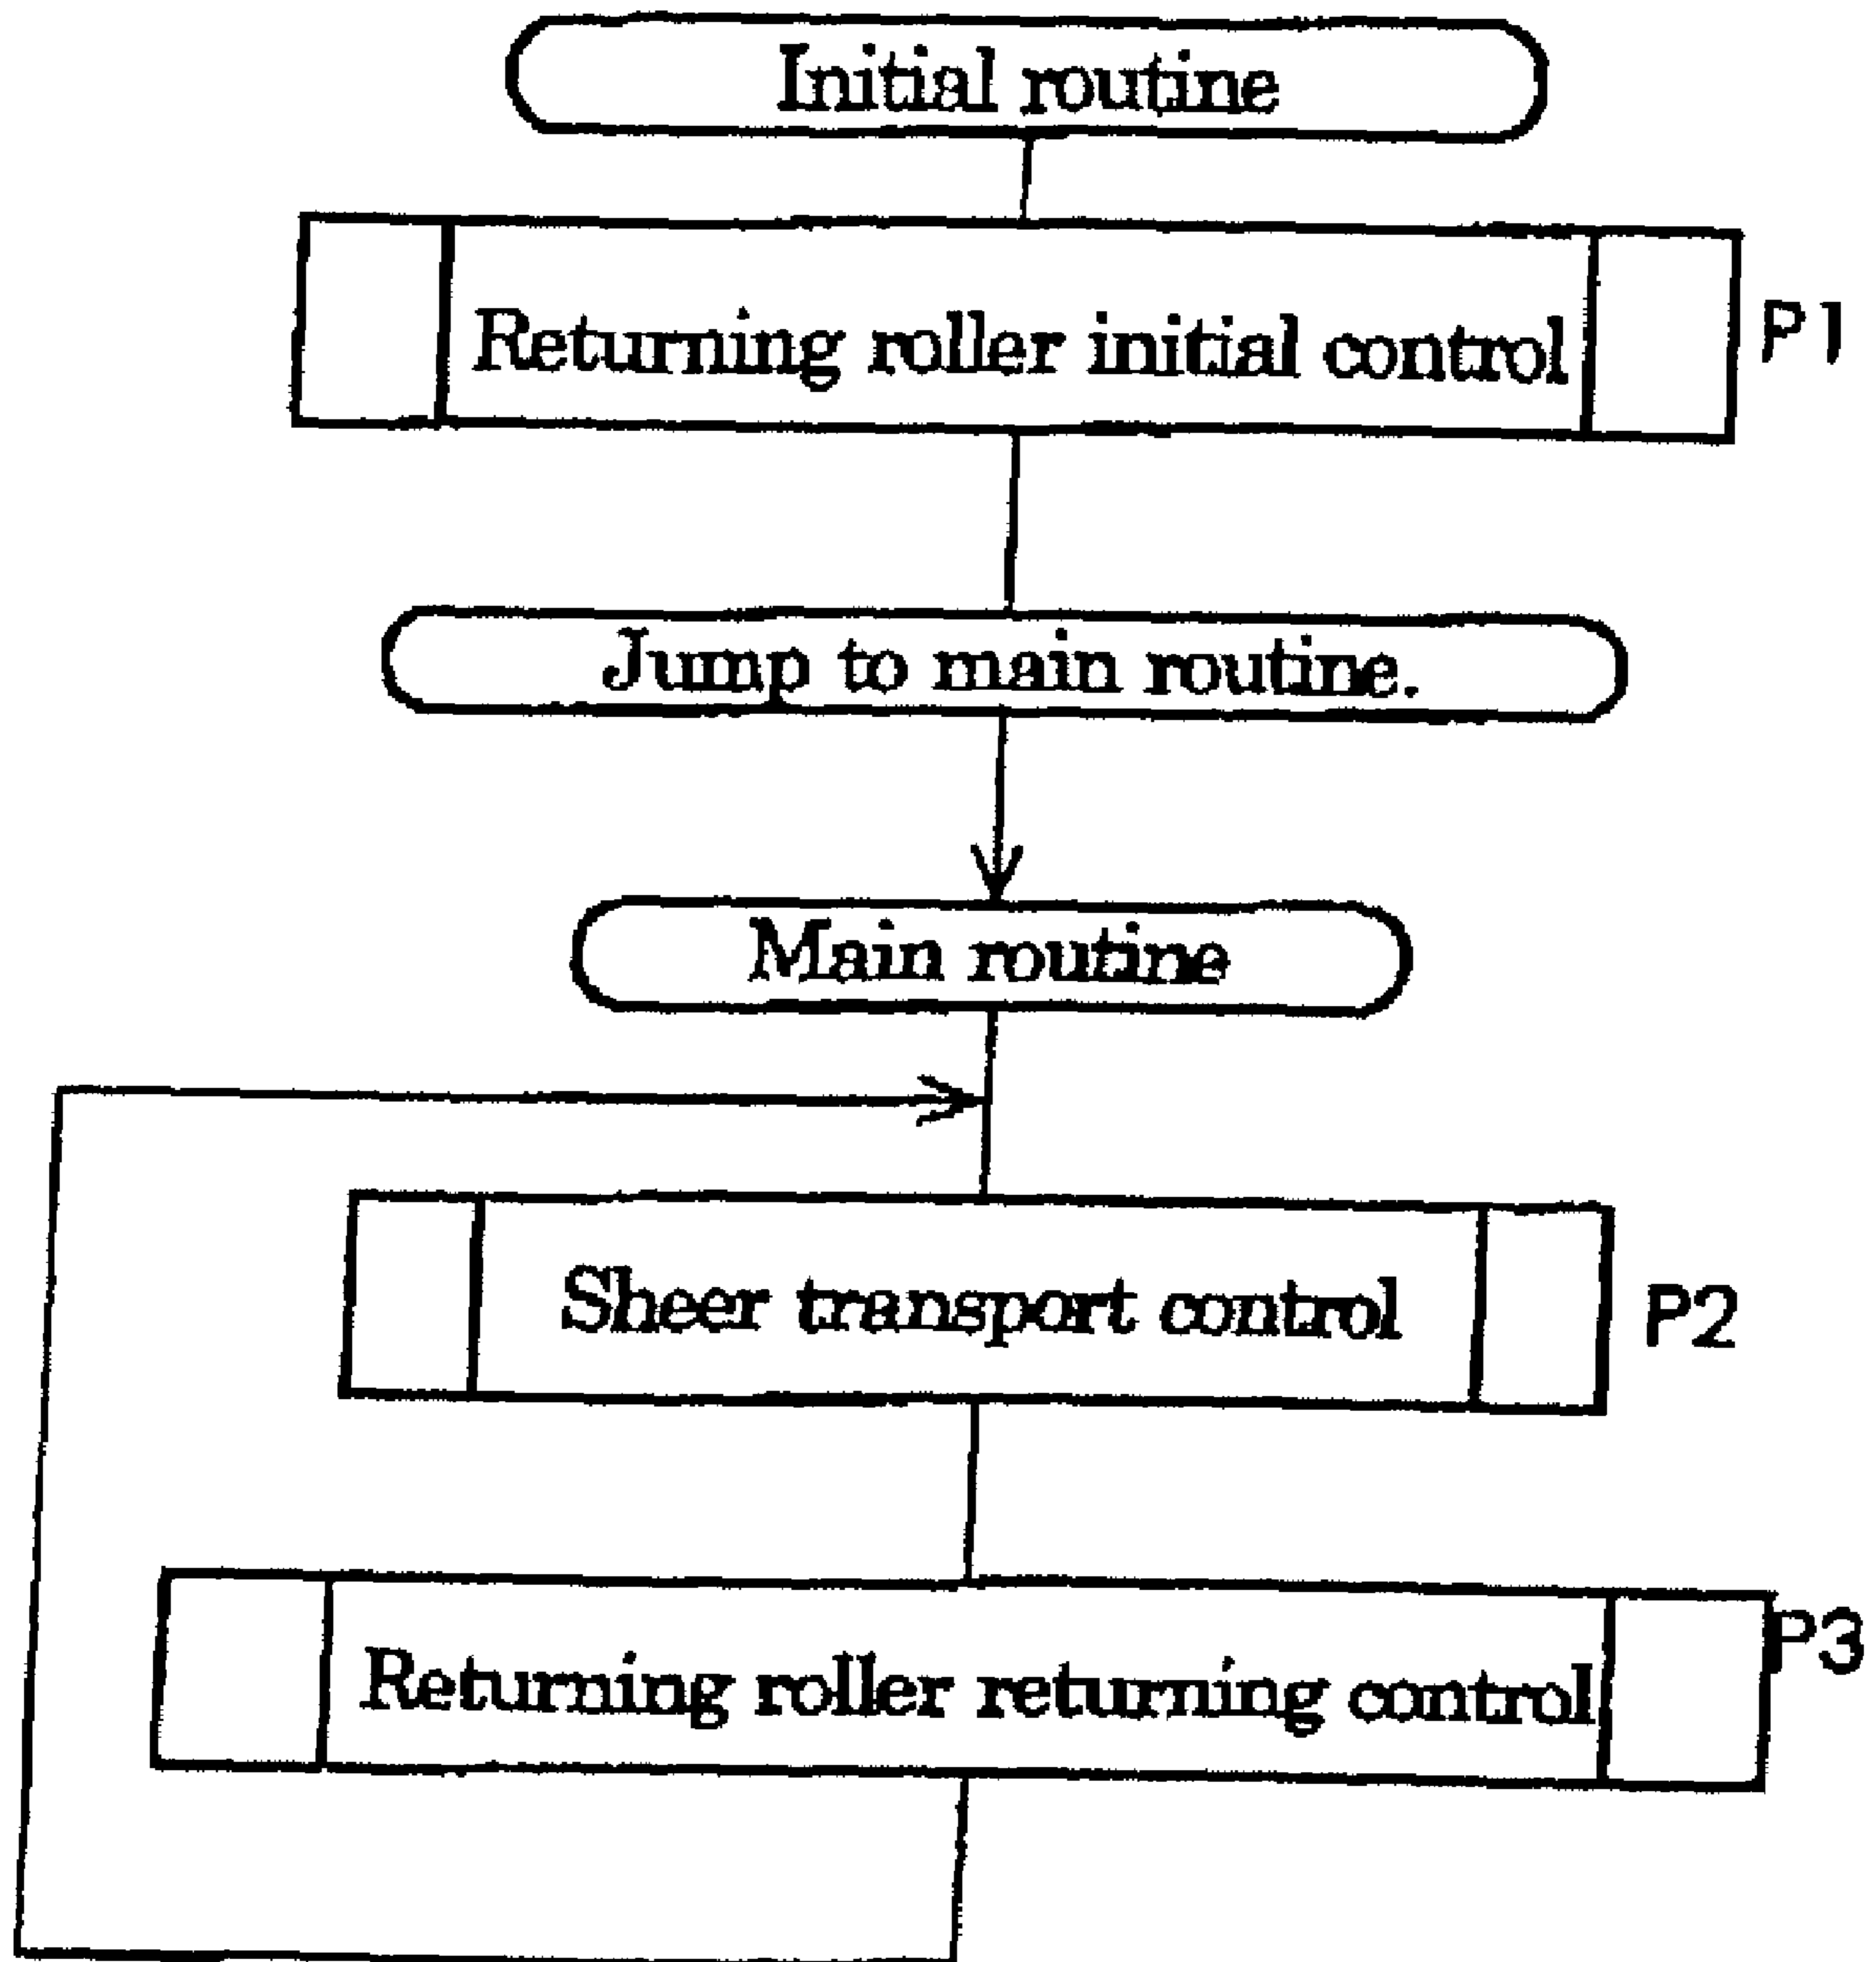 Initial routine
Returning roller initial control
P1
Jump to main routine.
Main routine
Sheer transport control
P2
Returning roller returning control
P3